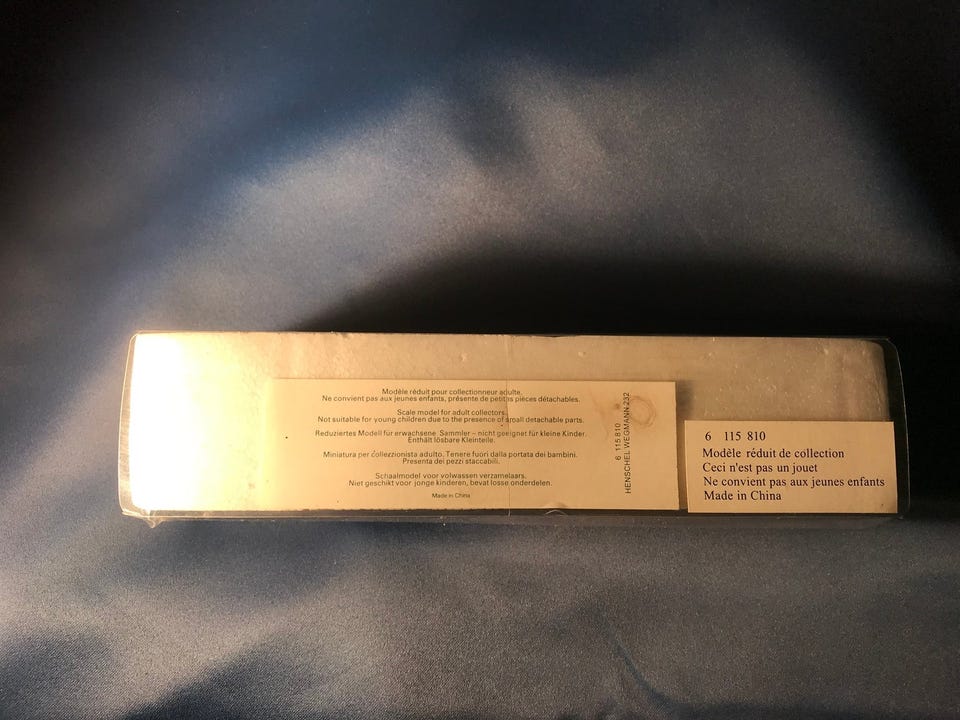 Modèle réduit pour collectionneur adulte.
Ne convient pas aux jeunes enfants, présente de petites pièces détachables.
Scale model for adult collectors.
Not suitable for young children due to the presence of small detachable parts.
Reduziertes Modell für erwachsene Sammler – nicht geeignet für kleine Kinder.
Enthält lösbare Kleinteile.
Miniatura per collezzionista adulto. Tenere fuori dalla portata dei bambini.
Presenta dei pezzi staccabili.
Schaalmodel voor volwassen verzamelaars.
Niet geschikt voor jonge kinderen, bevat losse onderdelen.
Made in China
6 115 810
HENSCHEL WEGMANN 232
6 115 810
Modèle réduit de collection
Ceci n'est pas un jouet
Ne convient pas aux jeunes enfants
Made in China